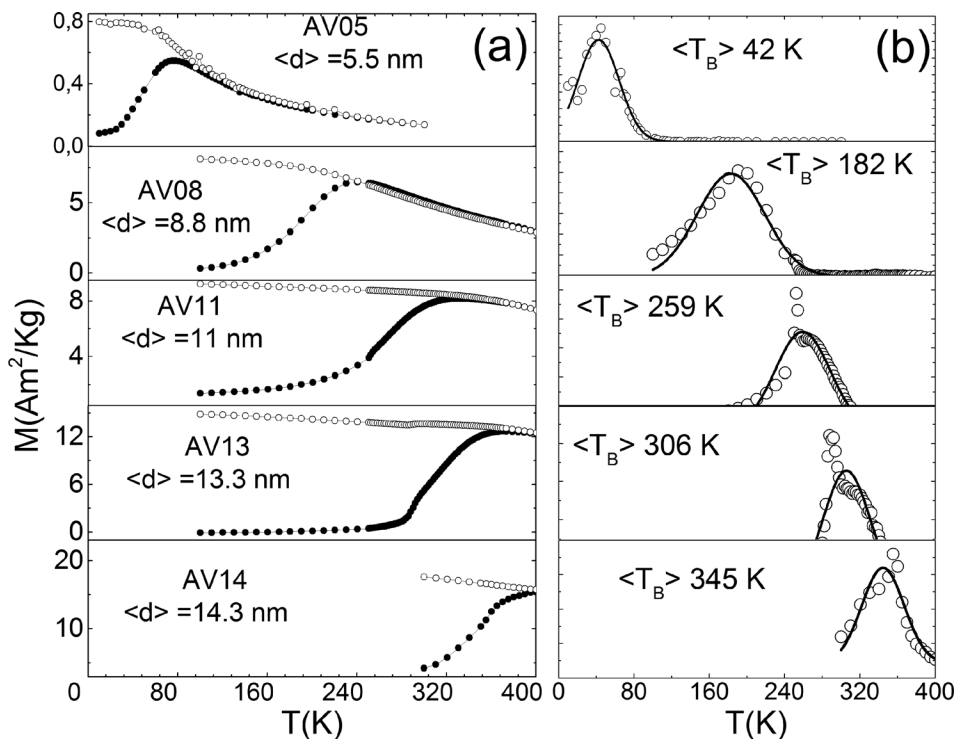 (a)
AV05
<d> =5.5 nm
0,8
0,4
0,0
AV08
<d> =8.8 nm
5
0
AV11
<d> =11 nm
8
4
AV13
<d> =13.3 nm
12
6
0
AV14
<d> =14.3 nm
20
10
M(Am²/Kg)
0 80 160 240 320 400
T(K)
(b)
<T_B> 42 K
<T_B> 182 K
<T_B> 259 K
<T_B> 306 K
<T_B> 345 K
0 80 160 240 320 400
T(K)